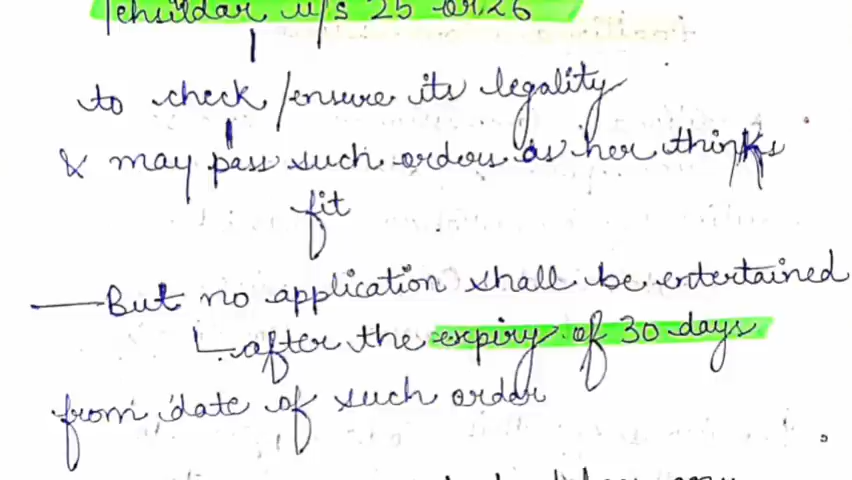 Tehsildar u/s 25 or 26
to check/ensure its legality
& may pass such orders as her thinks
fit
— But no application shall be entertained
after the expiry of 30 days
from date of such order